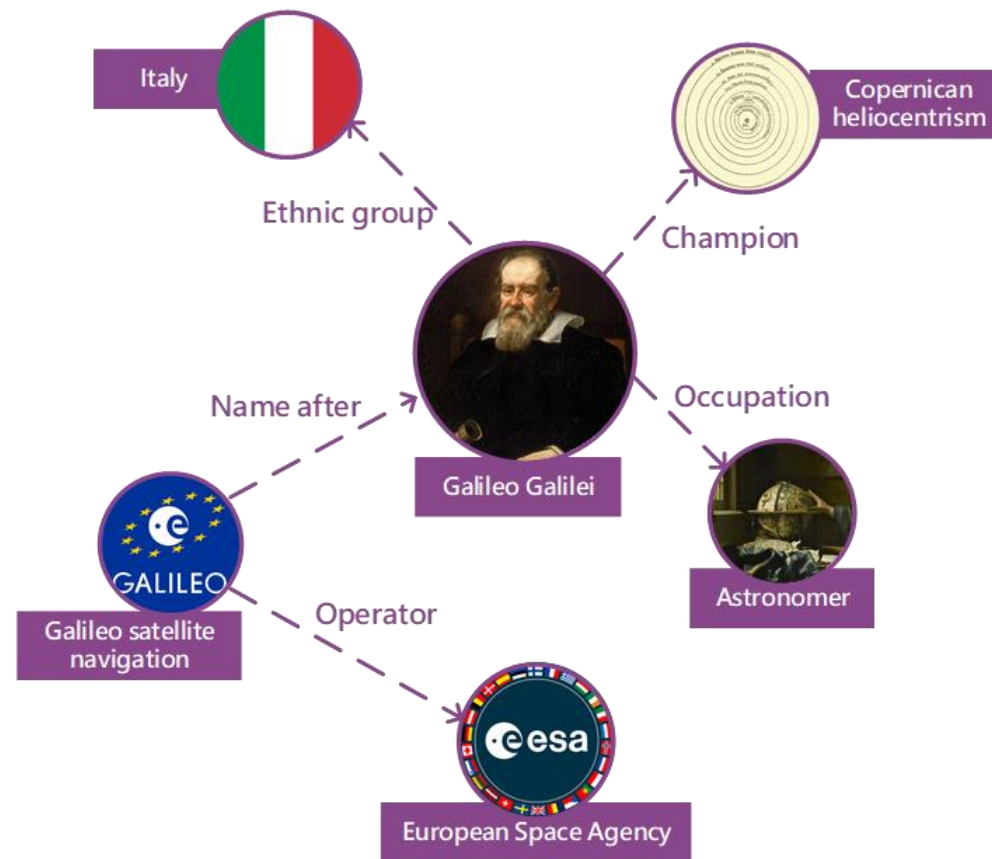 Italy
Copernican
heliocentrism
Ethnic group
Champion
Name after
Occupation
Galileo Galilei
GALILEO
Astronomer
Galileo satellite
navigation
Operator
esa
European Space Agency